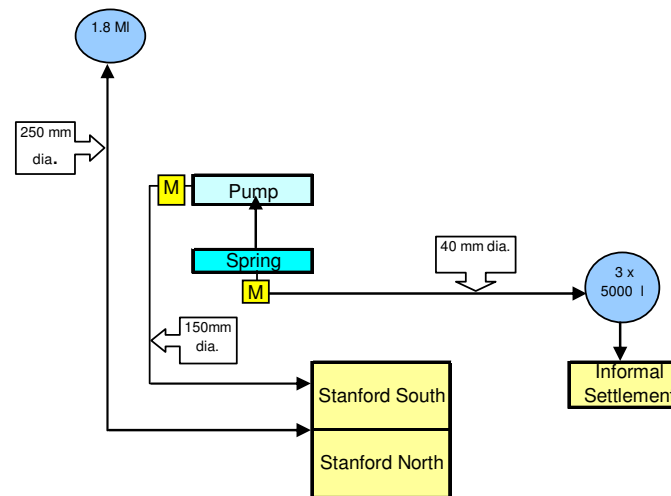 1.8 Ml
250 mm
dia.
M
Pump
Spring
M
40 mm dia.
3 x
5000 l
150mm
dia.
Informal
Settlement
Stanford South
Stanford North